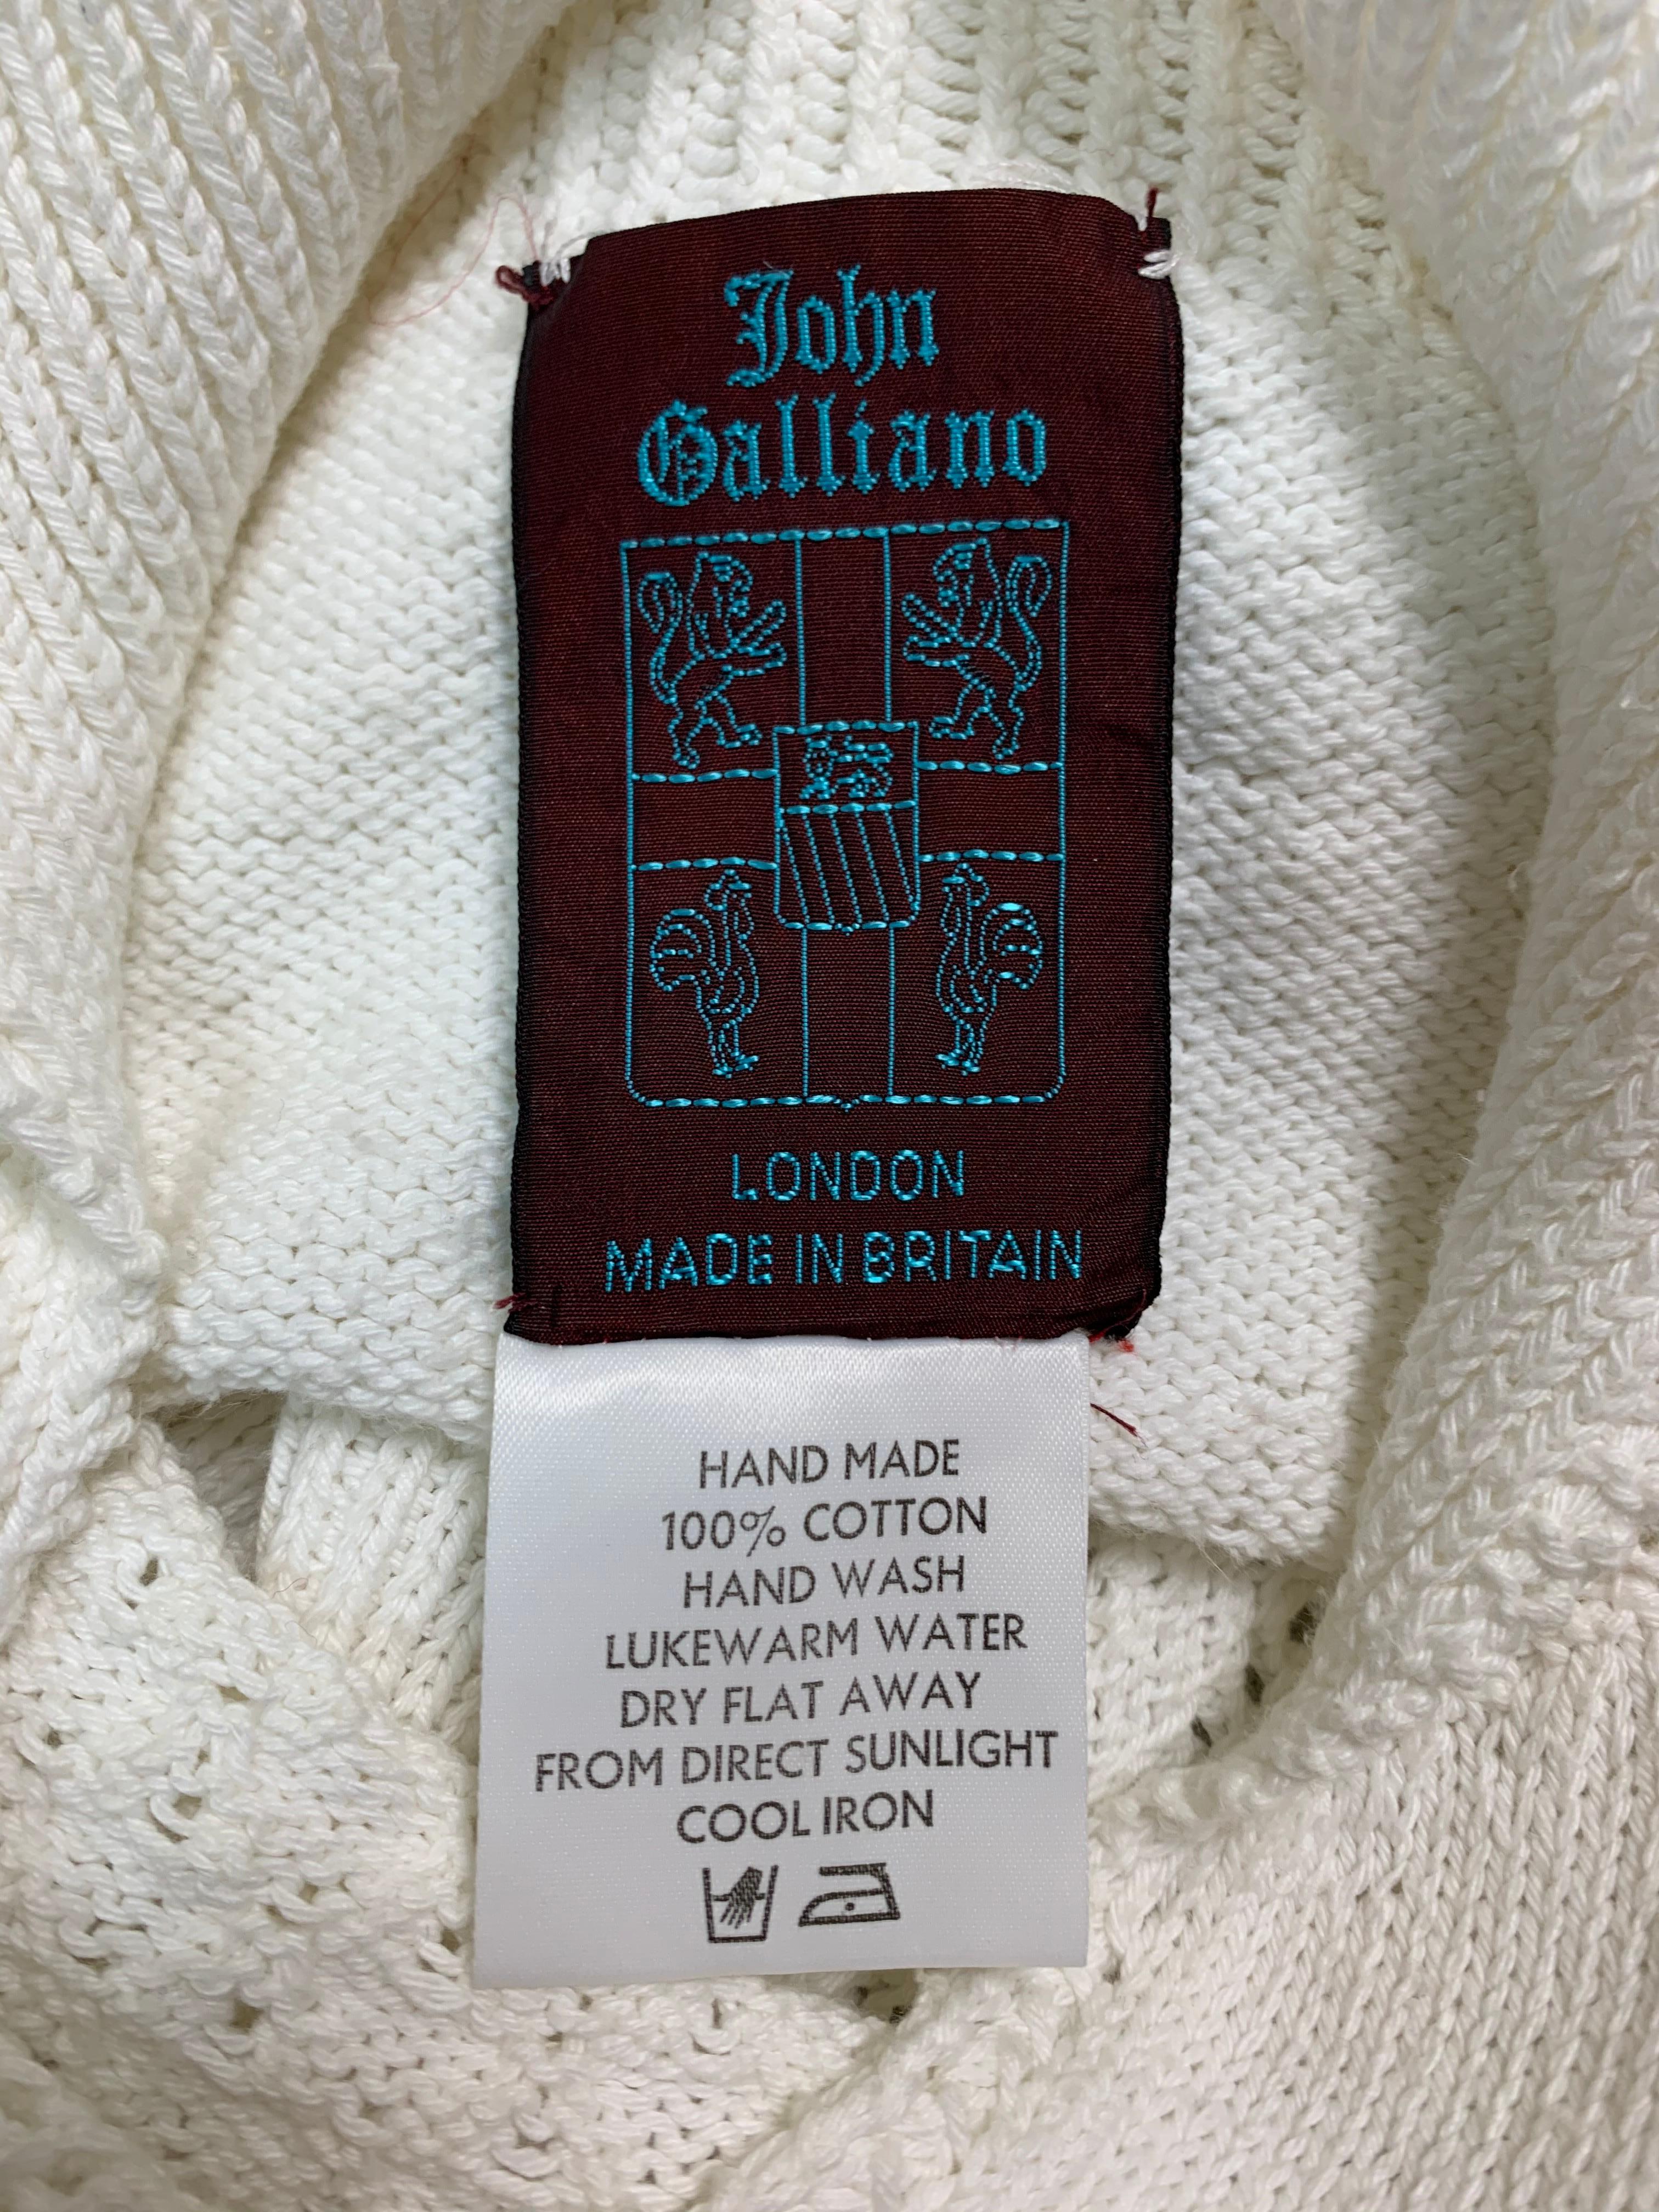 John
Galliano
LONDON
MADE IN BRITAIN
HAND MADE
100% COTTON
HAND WASH
LUKEWARM WATER
DRY FLAT AWAY
FROM DIRECT SUNLIGHT
COOL IRON